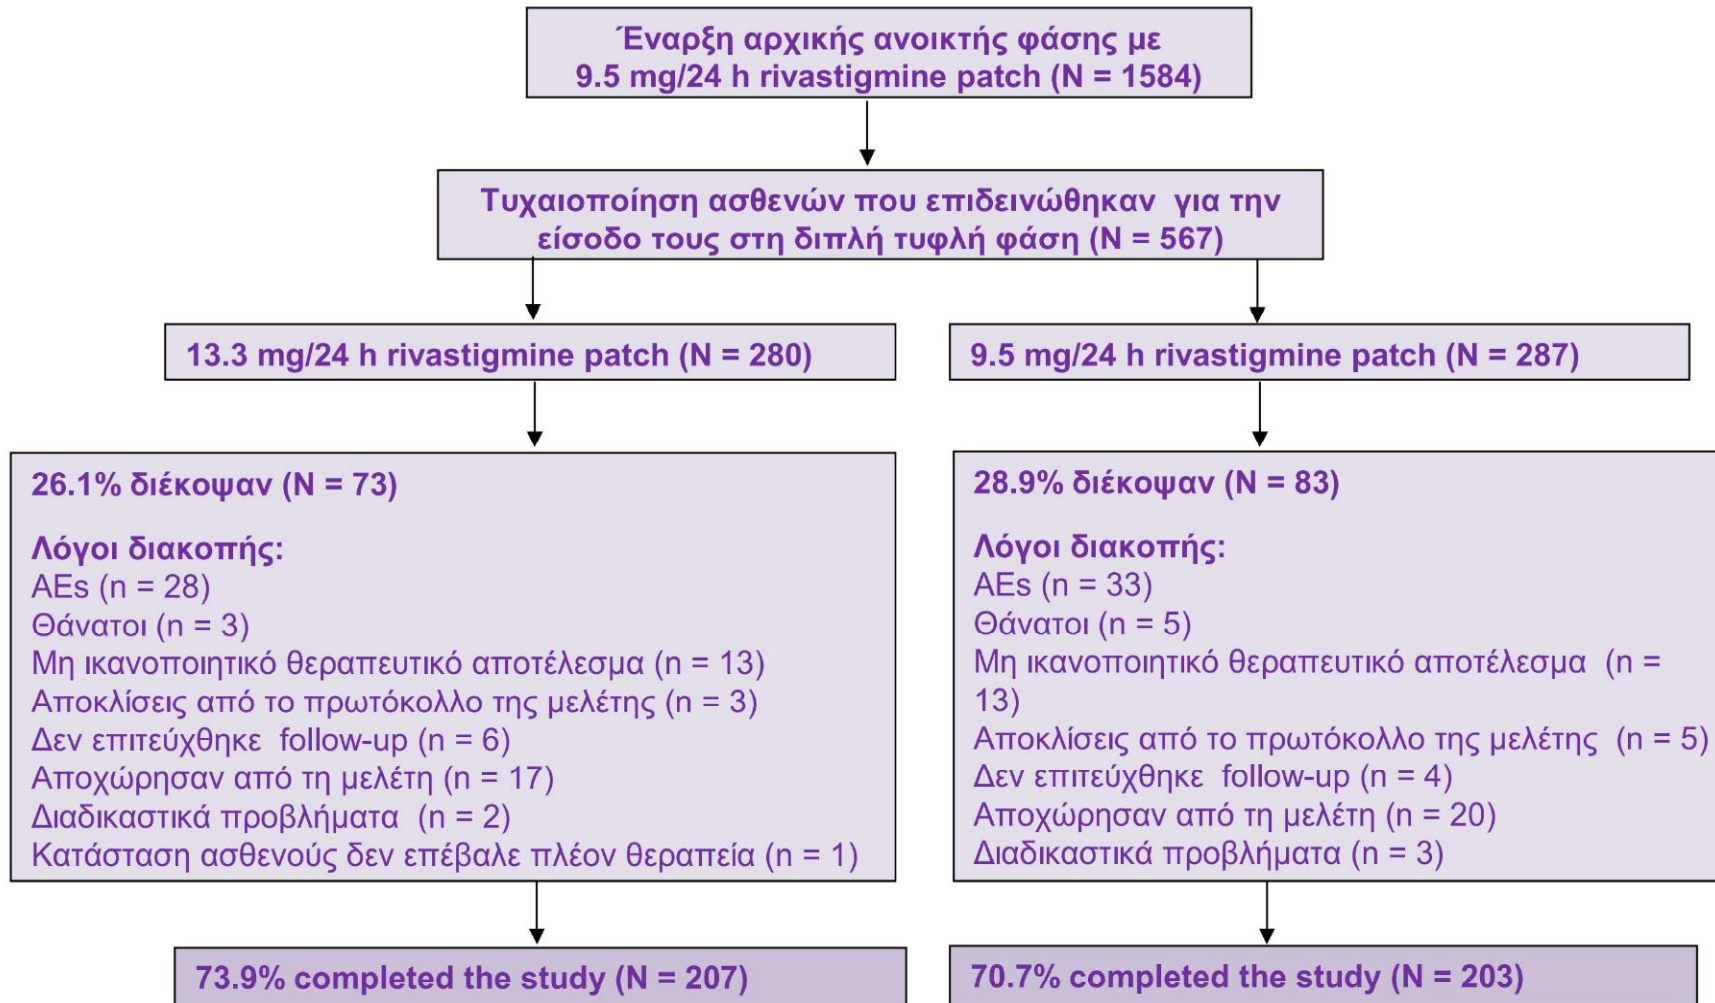 Έναρξη αρχικής ανοικτής φάσης με
9.5 mg/24 h rivastigmine patch (N = 1584)
Τυχαιοποίηση ασθενών που επιδεινώθηκαν για την
είσοδο τους στη διπλή τυφλή φάση (N = 567)
13.3 mg/24 h rivastigmine patch (N = 280)
9.5 mg/24 h rivastigmine patch (N = 287)
26.1% διέκοψαν (N = 73)
Λόγοι διακοπής:
AEs (n = 28)
Θάνατοι (n = 3)
Μη ικανοποιητικό θεραπευτικό αποτέλεσμα (n = 13)
Αποκλίσεις από το πρωτόκολλο της μελέτης (n = 3)
Δεν επιτεύχθηκε follow-up (n = 6)
Αποχώρησαν από τη μελέτη (n = 17)
Διαδικαστικά προβλήματα (n = 2)
Κατάσταση ασθενούς δεν επέβαλε πλέον θεραπεία (n = 1)
28.9% διέκοψαν (N = 83)
Λόγοι διακοπής:
AEs (n = 33)
Θάνατοι (n = 5)
Μη ικανοποιητικό θεραπευτικό αποτέλεσμα (n =
13)
Αποκλίσεις από το πρωτόκολλο της μελέτης (n = 5)
Δεν επιτεύχθηκε follow-up (n = 4)
Αποχώρησαν από τη μελέτη (n = 20)
Διαδικαστικά προβλήματα (n = 3)
73.9% completed the study (N = 207)
70.7% completed the study (N = 203)